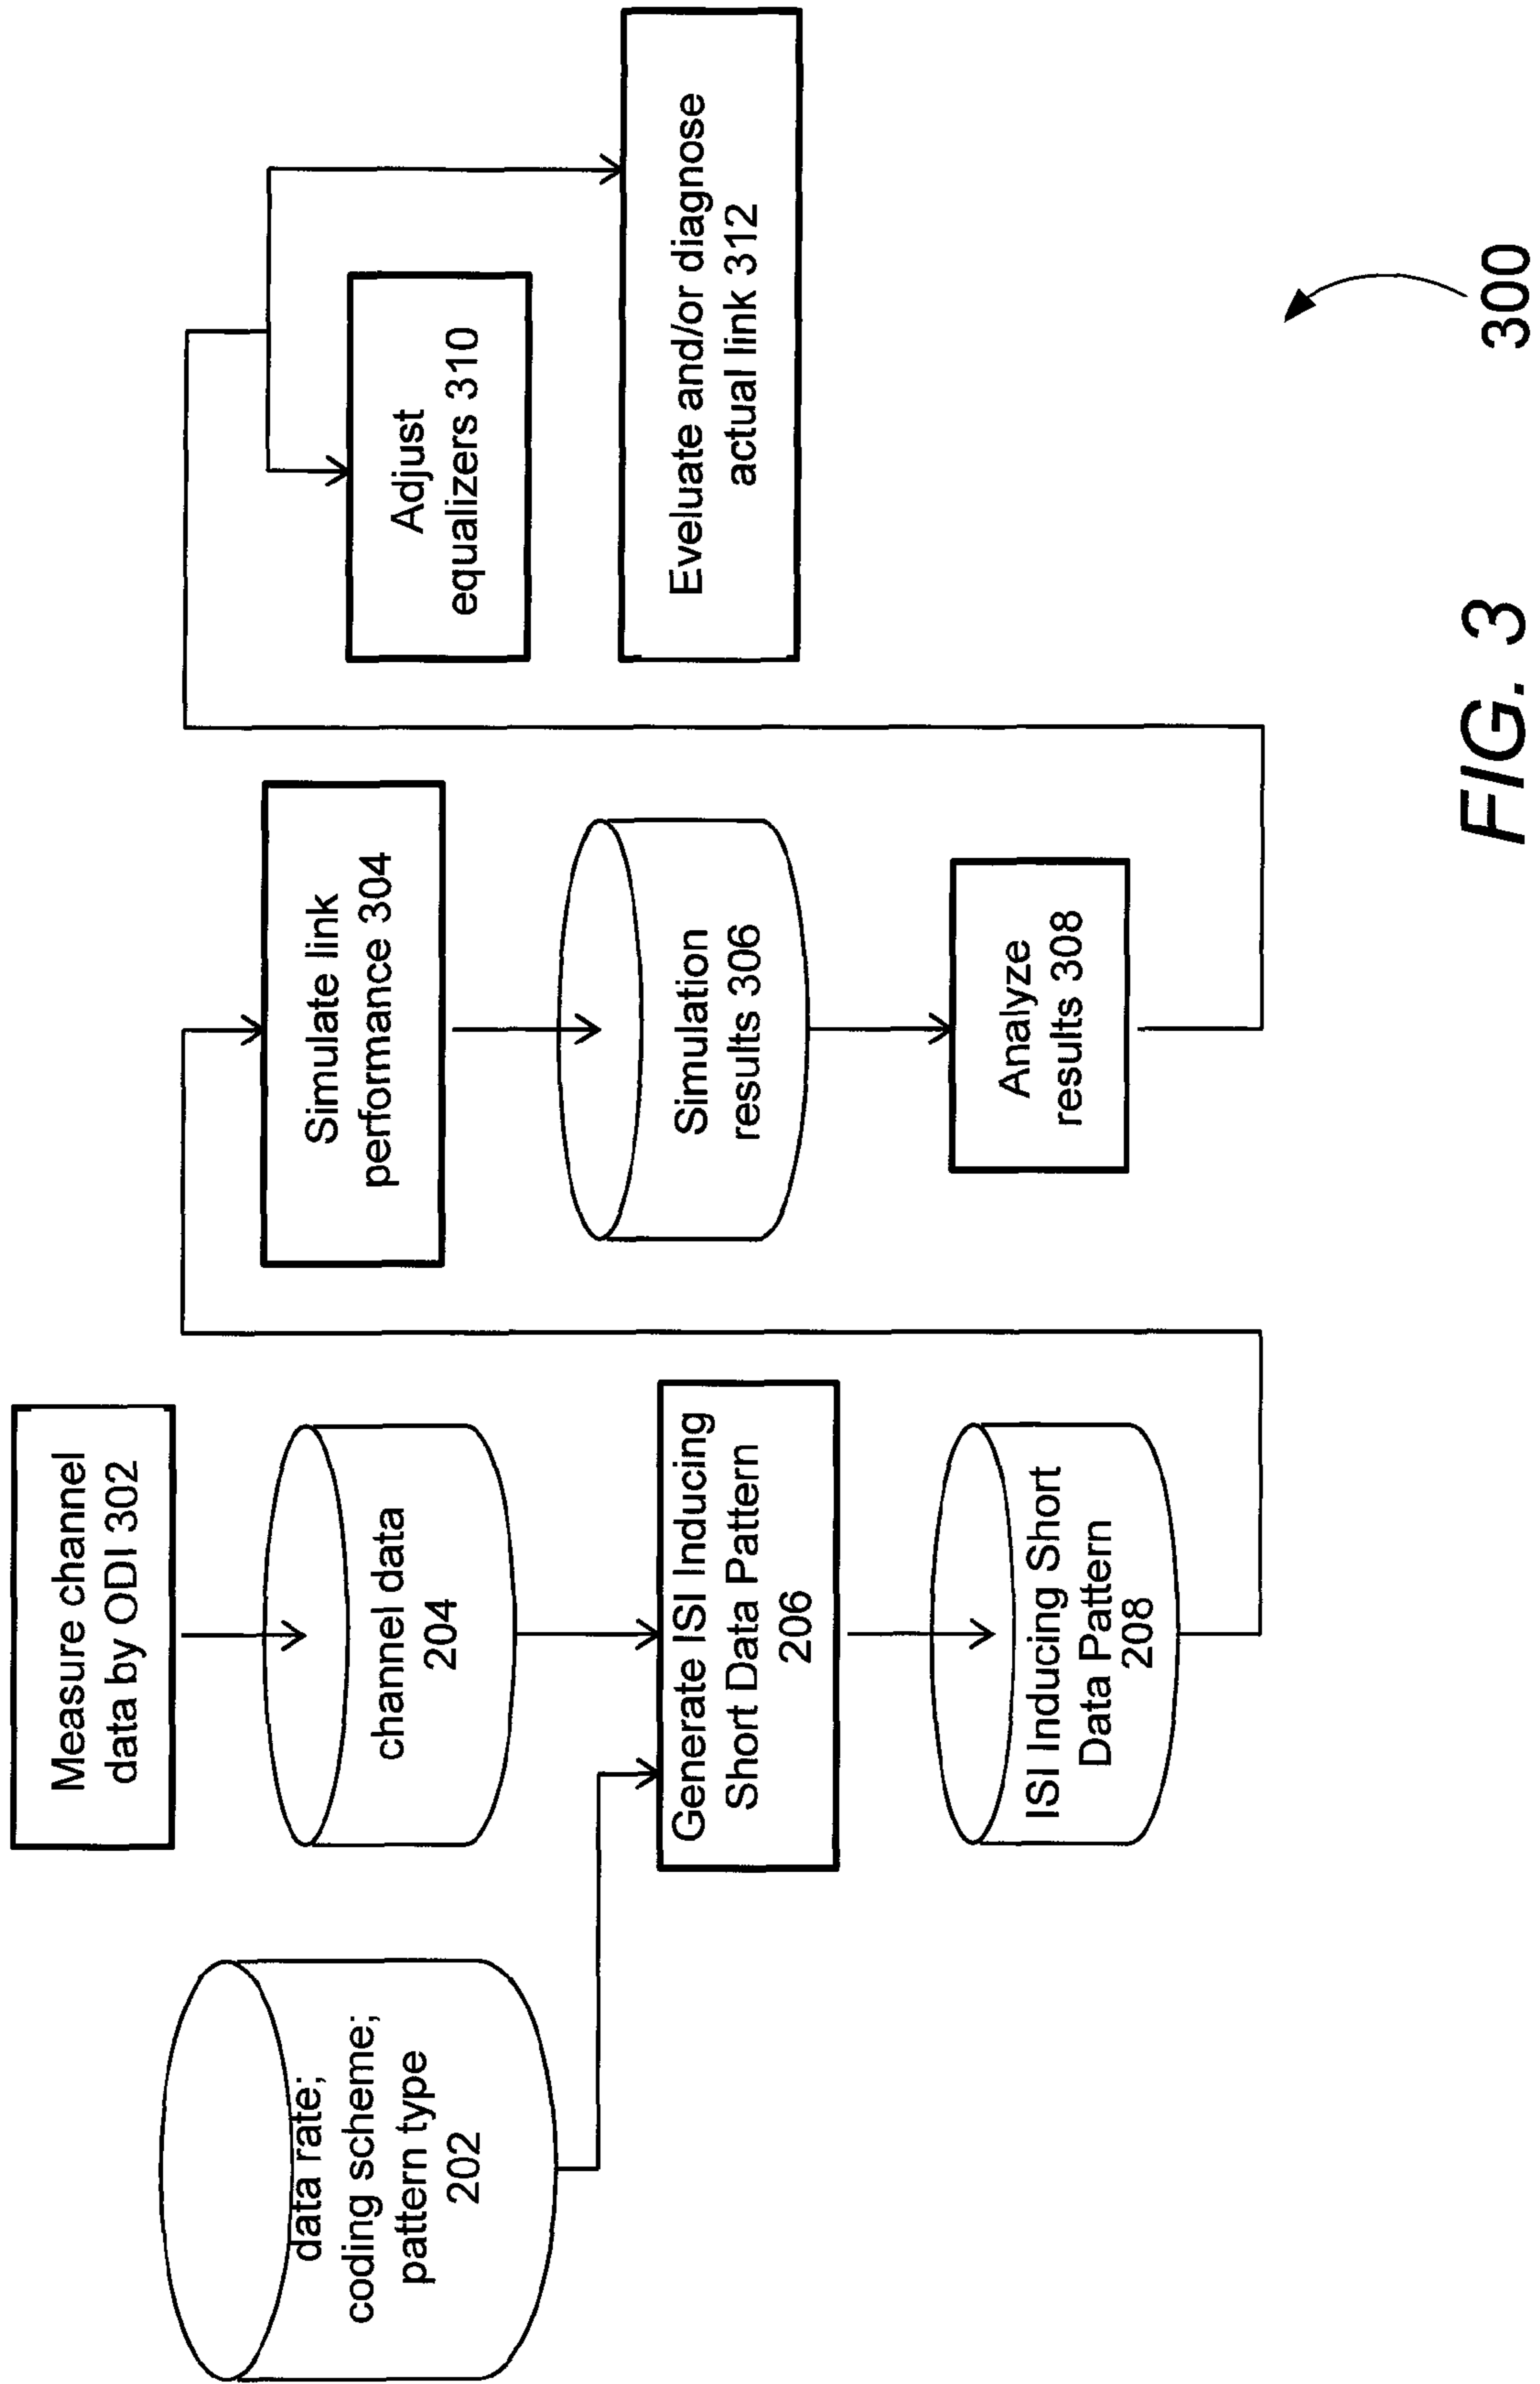 Measure channel
data by ODI 302
data rate;
coding scheme;
pattern type
202
channel data
204
Generate ISI Inducing
Short Data Pattern
206
ISI Inducing Short
Data Pattern
208
Simulate link
performance 304
Simulation
results 306
Analyze
results 308
Adjust
equalizers 310
Eveluate and/or diagnose
actual link 312
300
FIG. 3